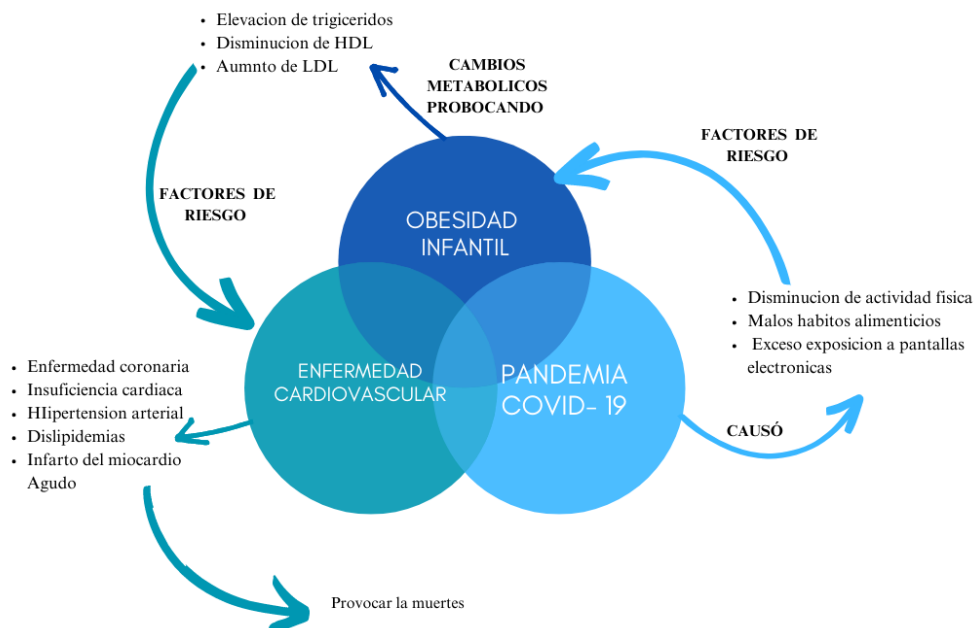 • Elevacion de trigiceridos
• Disminucion de HDL
• Aumnto de LDL
CAMBIOS
METABOLICOS
PROBOCANDO
FACTORES DE
RIESGO
FACTORES DE
RIESGO
OBESIDAD
INFANTIL
• Disminucion de actividad fisica
• Malos habitos alimenticios
• Exceso exposicion a pantallas
electronicas
• Enfermedad coronaria
• Insuficiencia cardiaca
• HIipertension arterial
• Dislipidemias
• Infarto del miocardio
Agudo
ENFERMEDAD
CARDIOVASCULAR
PANDEMIA
COVID- 19
CAUSÓ
Provocar la muertes